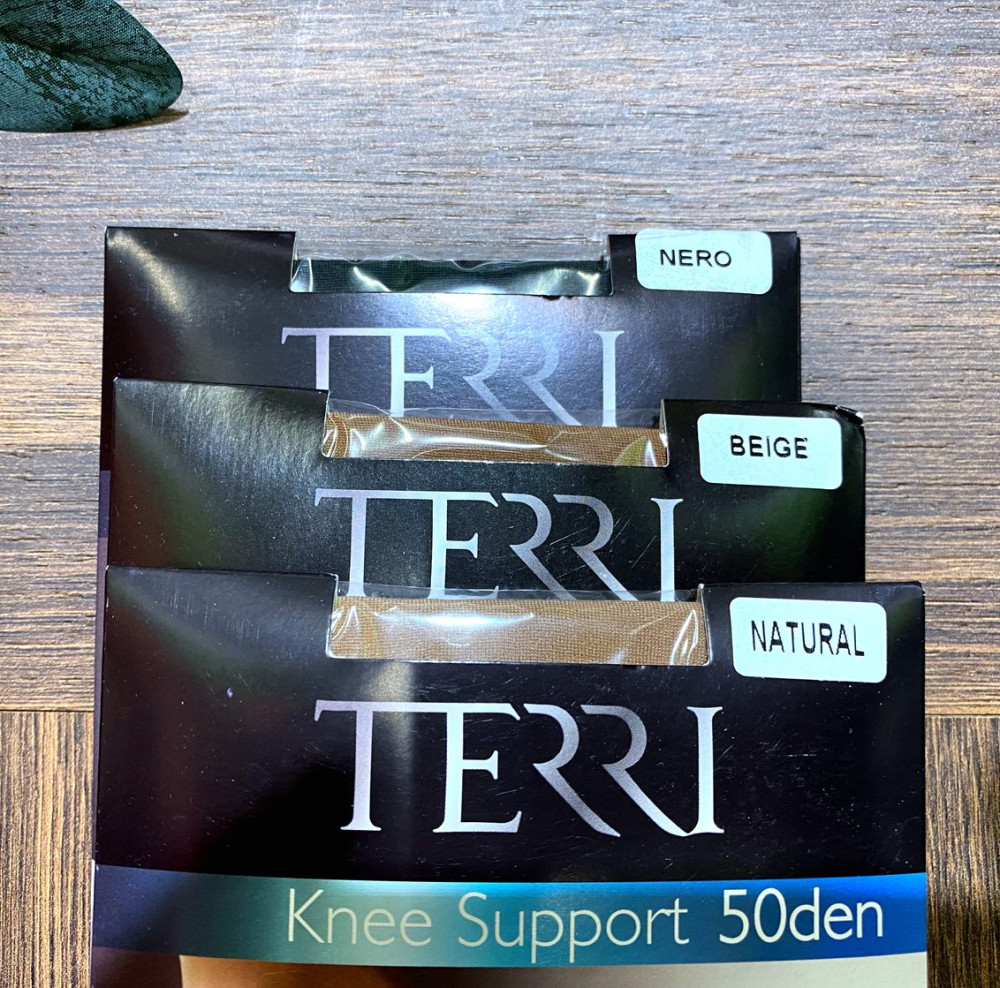 NERO
TERRI
BEIGE
TERRI
NATURAL
TERRI
Knee Support 50den